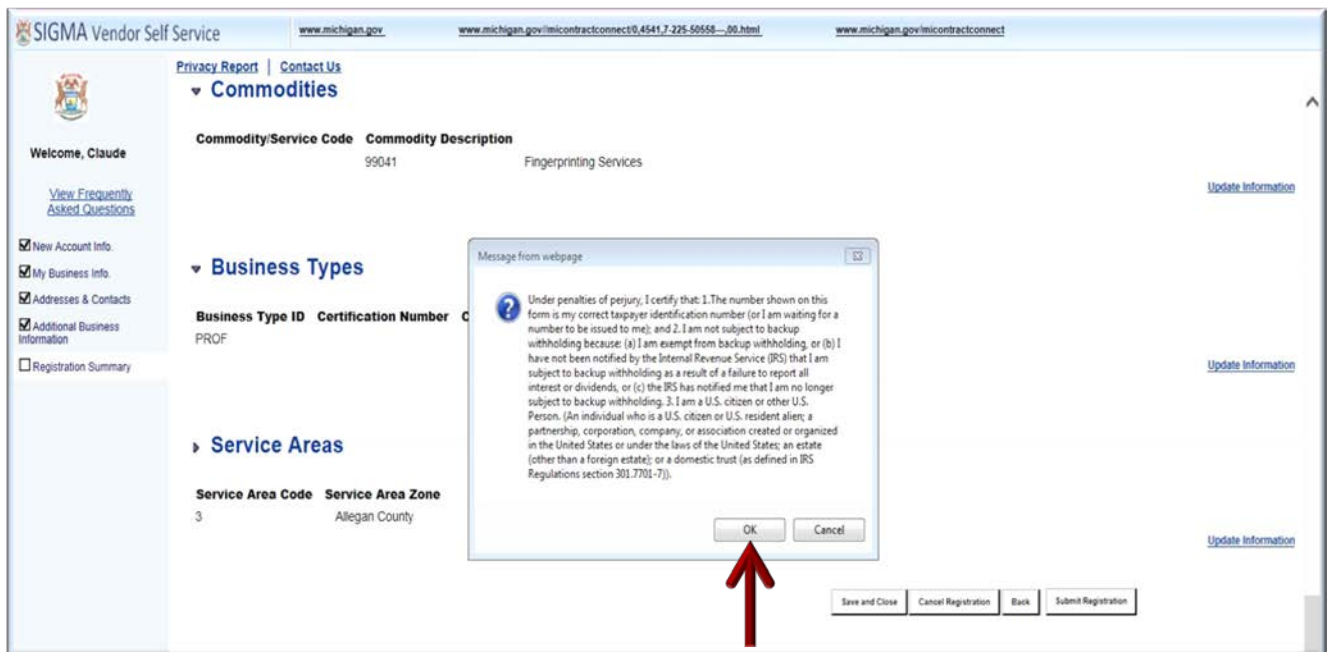 SIGMA Vendor Self Service
www.michigan.gov
www.michigan.gov//micontractconnect/0,4541,7-225-50558---,00.html
www.michigan.gov/micontractconnect
Privacy Report | Contact Us
Welcome, Claude
View Frequently
Asked Questions
New Account Info.
My Business Info.
Addresses & Contacts
Additional Business
Information
Registration Summary
Commodities
Commodity/Service Code Commodity Description
99041 Fingerprinting Services
Update Information
Business Types
Business Type ID Certification Number C
PROF
Update Information
Service Areas
Service Area Code Service Area Zone
3 Allegan County
Update Information
Message from webpage
Under penalties of perjury, I certify that: 1.The number shown on this
form is my correct taxpayer identification number (or I am waiting for a
number to be issued to me); and 2. I am not subject to backup
withholding because: (a) I am exempt from backup withholding, or (b) I
have not been notified by the Internal Revenue Service (IRS) that I am
subject to backup withholding as a result of a failure to report all
interest or dividends, or (c) the IRS has notified me that I am no longer
subject to backup withholding. 3. I am a U.S. citizen or other U.S.
Person. (An individual who is a U.S. citizen or U.S. resident alien; a
partnership, corporation, company, or association created or organized
in the United States or under the laws of the United States; an estate
(other than a foreign estate); or a domestic trust (as defined in IRS
Regulations section 301.7701-7)).
OK Cancel
Save and Close Cancel Registration Back Submit Registration